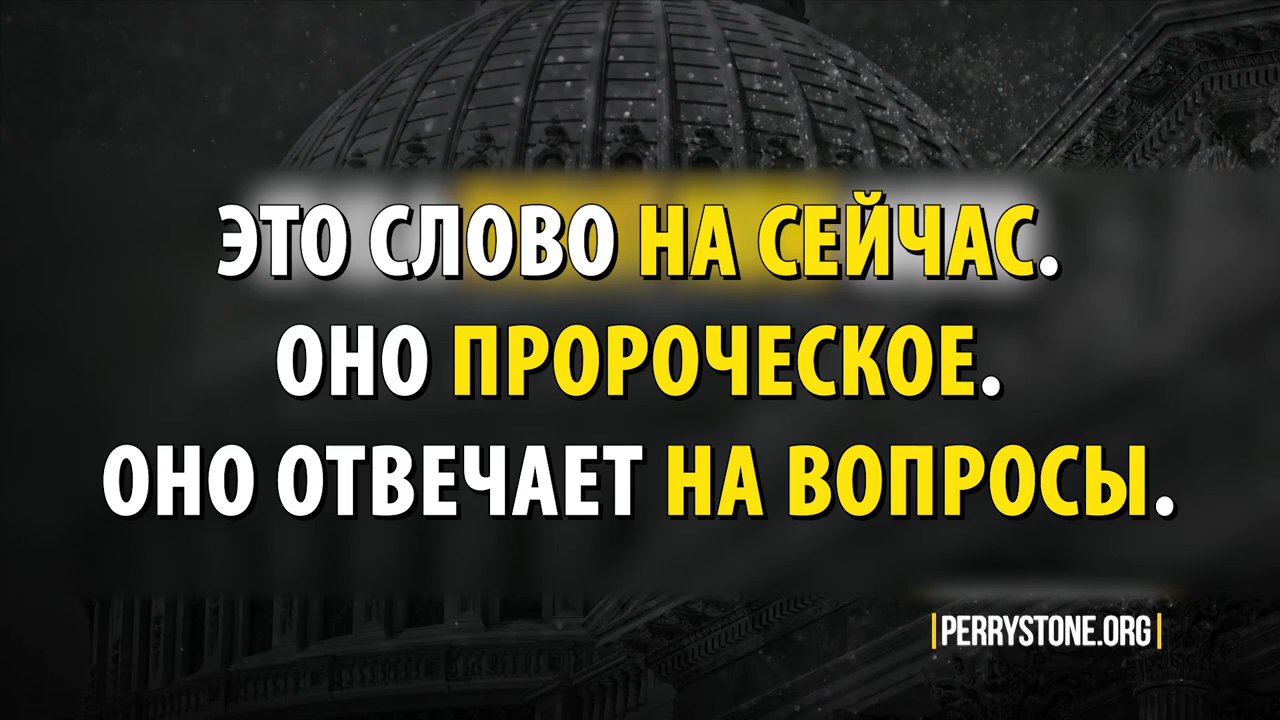 ЭТО СЛОВО НА СЕЙЧАС.
ОНО ПРОРОЧЕСКОЕ.
ОНО ОТВЕЧАЕТ НА ВОПРОСЫ.
|PERRYSTONE.ORG|